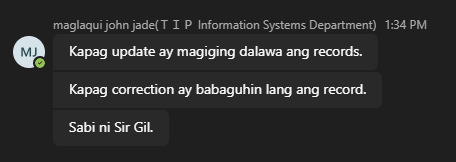 maglaqui john jade(T I P Information Systems Department) 1:34 PM
MJ
Kapag update ay magiging dalawa ang records.
Kapag correction ay babaguhin lang ang record.
Sabi ni Sir Gil.